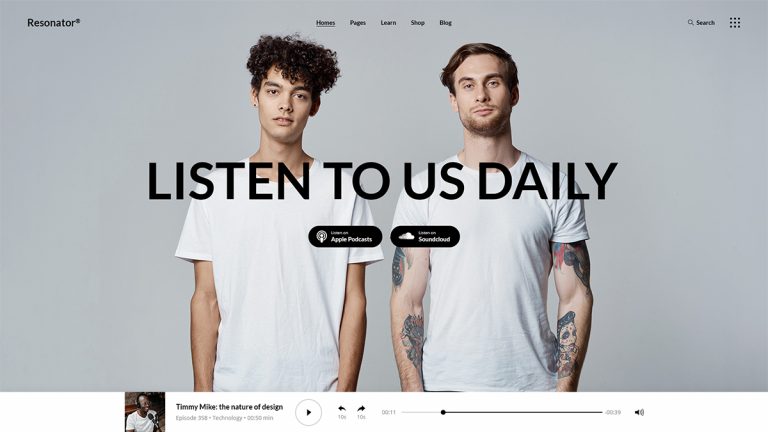 Resonator®
Homes Pages Learn Shop Blog
Search
LISTEN TO US DAILY
Listen on
Apple Podcasts
Listen on
Soundcloud
Timmy Mike: the nature of design
Episode 358 • Technology • 00:50 min
10s 10s
00:11
-00:39